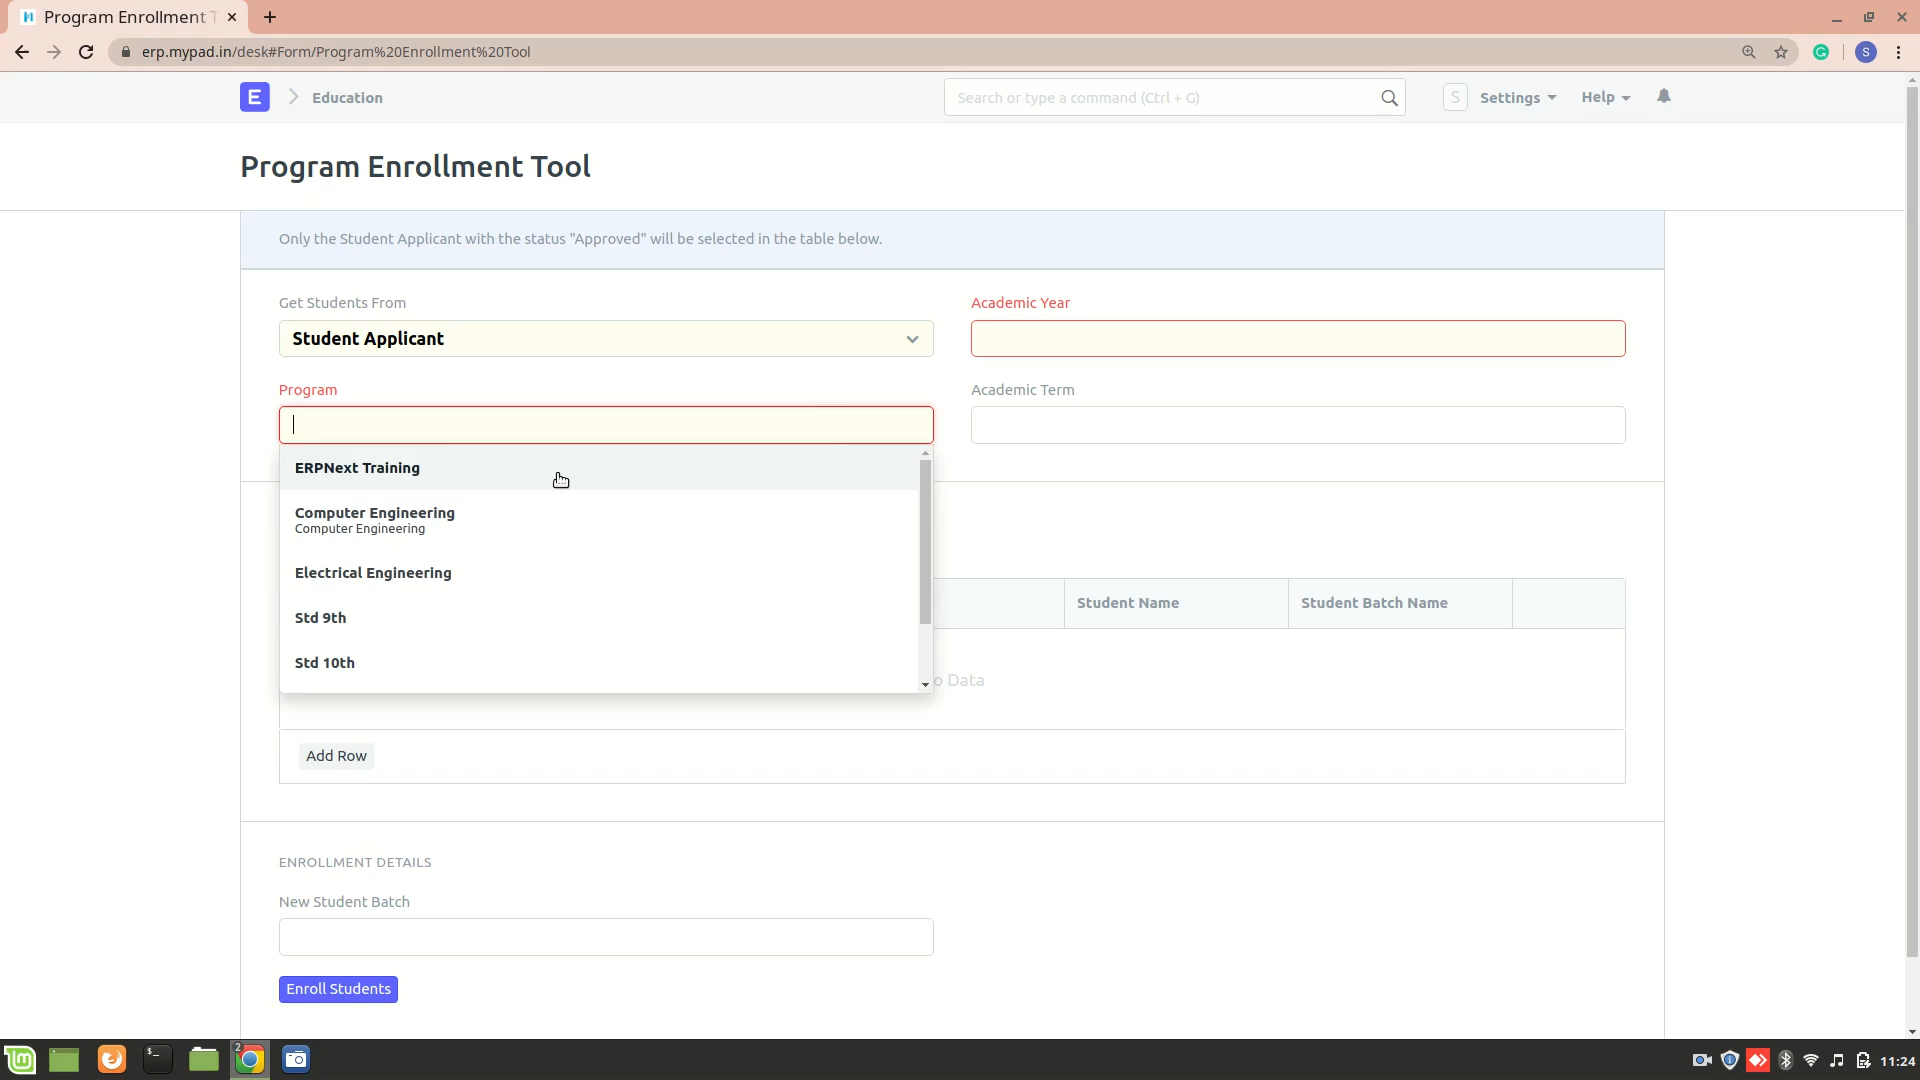 Program Enrollment T
erp.mypad.in/desk#Form/Program%20Enrollment%20Tool
S
E
Education
Search or type a command (Ctrl + G)
S
Settings
Help
Program Enrollment Tool
Only the Student Applicant with the status "Approved" will be selected in the table below.
Get Students From
Academic Year
Student Applicant
Program
Academic Term
ERPNext Training
Computer Engineering
Computer Engineering
Electrical Engineering
Std 9th
Std 10th
Student Name
Student Batch Name
o Data
Add Row
ENROLLMENT DETAILS
New Student Batch
Enroll Students
2
11:24